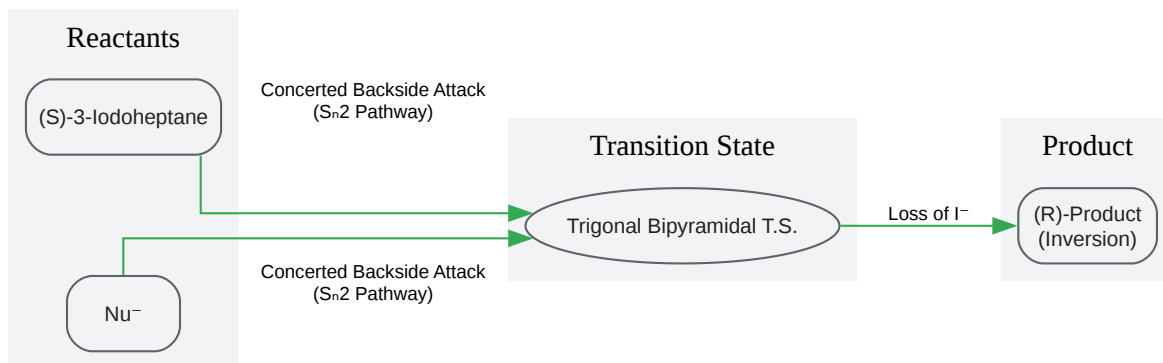 Reactants
(S)-3-Iodoheptane
Nu⁻
Concerted Backside Attack
(Sₙ2 Pathway)
Concerted Backside Attack
(Sₙ2 Pathway)
Transition State
Trigonal Bipyramidal T.S.
Loss of I⁻
Product
(R)-Product
(Inversion)